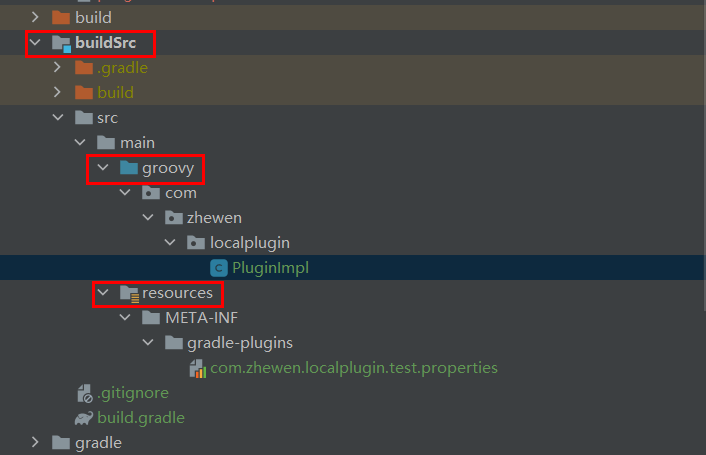 build
buildSrc
.gradle
build
src
main
groovy
com
zhewen
localplugin
PluginImpl
resources
META-INF
gradle-plugins
com.zhewen.localplugin.test.properties
.gitignore
build.gradle
gradle